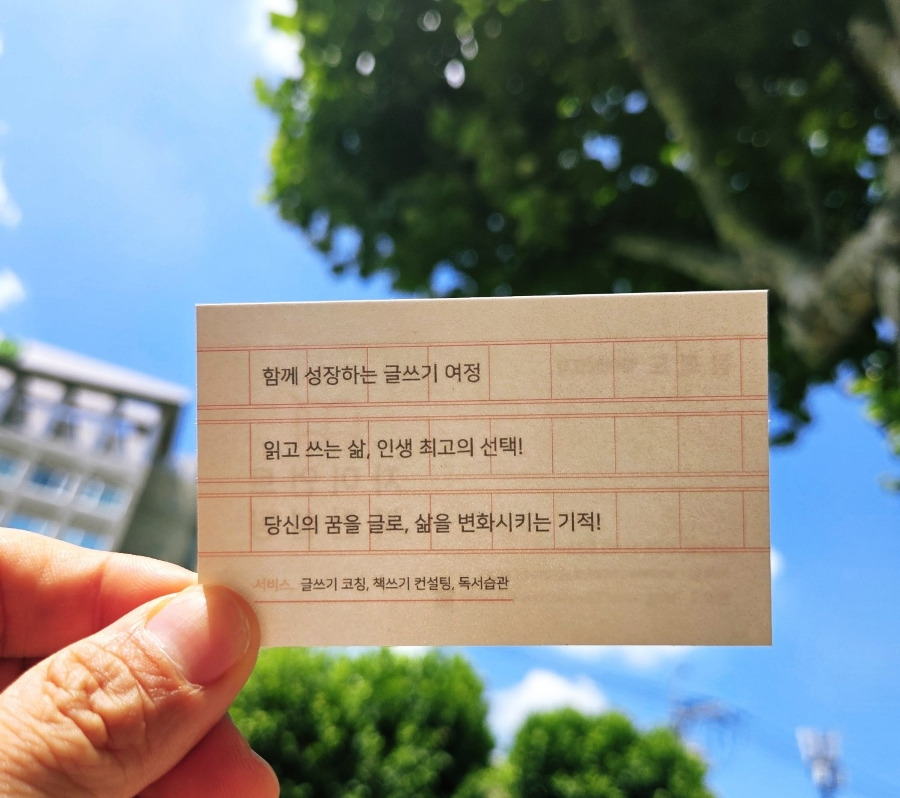 함께 성장하는 글쓰기 여정
읽고 쓰는 삶, 인생 최고의 선택!
당신의 꿈을 글로, 삶을 변화시키는 기적!
서비스 글쓰기 코칭, 책쓰기 컨설팅, 독서습관